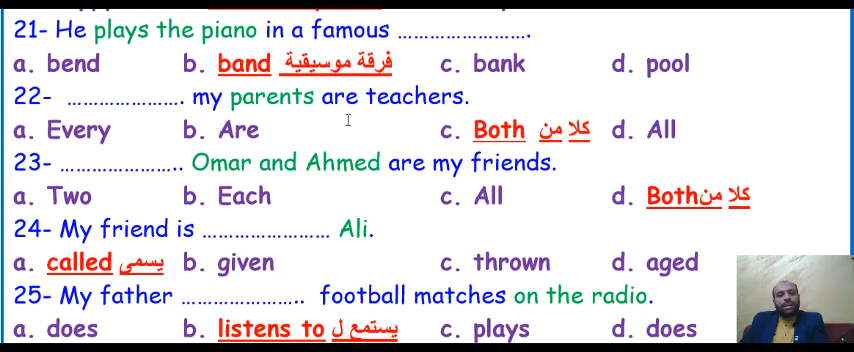 21- He plays the piano in a famous ……………………….
a. bend b. band فرقة موسيقية c. bank d. pool
22- …………………. my parents are teachers.
a. Every b. Are c. Both كلا من d. All
23- ………………….. Omar and Ahmed are my friends.
a. Two b. Each c. All d. Both كلا من
24- My friend is …………………… Ali.
a. called يسمى b. given c. thrown d. aged
25- My father ………………….. football matches on the radio.
a. does b. listens to يستمع ل c. plays d. does